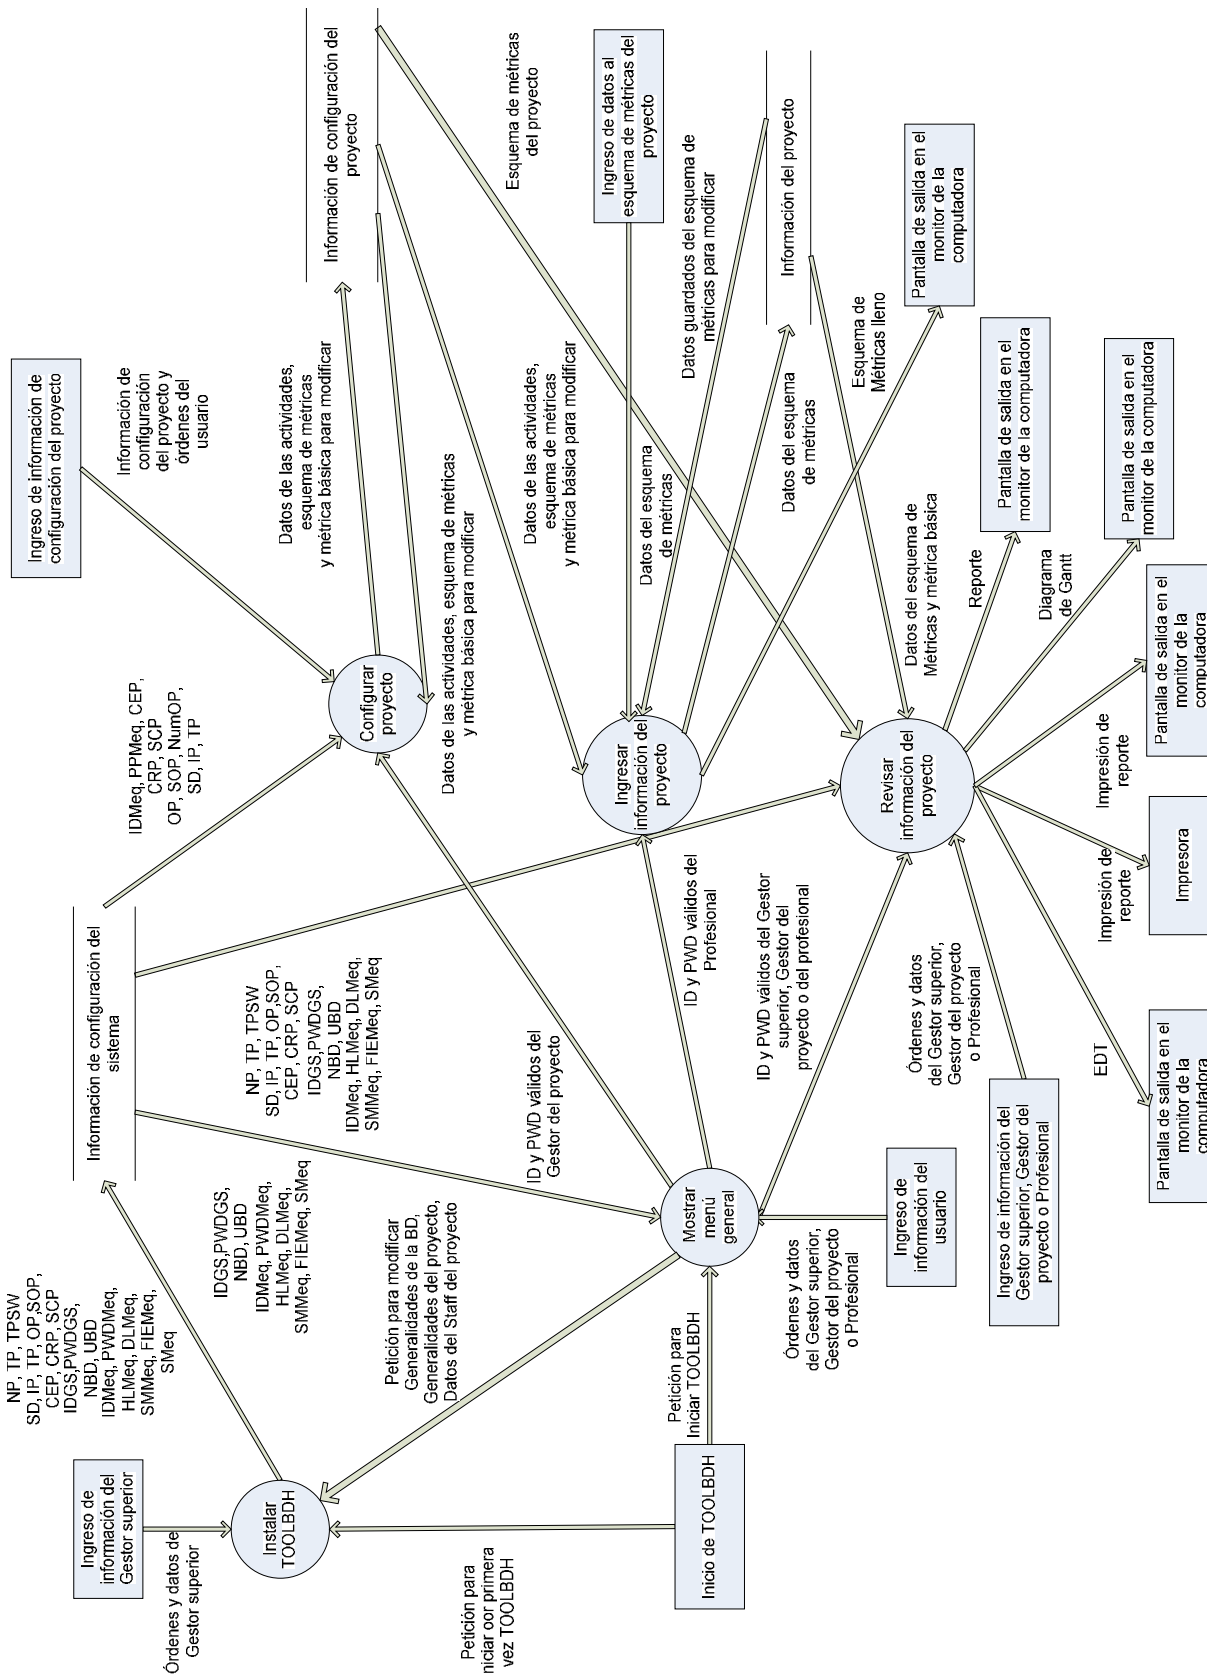 NP, TP, TPSW
SD, IP, TP, OP,SOP,
CEP, CRP, SCP
IDGS,PWDGS,
NBD, UBD
IDMeq, PWDMeq,
HLMeq, DLMeq,
SMMeq, FIEMeq,
SMeq
Ingreso de
información del
Gestor superior
Órdenes y datos de
Gestor superior
Instalar
TOOLBDH
Petición para
niciar oor primera
vez TOOLBDH
Inicio de TOOLBDH
Petición para
Iniciar TOOLBDH
IDGS,PWDGS,
NBD, UBD
IDMeq, PWDMeq,
HLMeq, DLMeq,
SMMeq, FIEMeq, SMeq
Petición para modificar
Generalidades de la BD,
Generalidades del proyecto,
Datos del Staff del proyecto
Mostrar
menú
general
Órdenes y datos
del Gestor superior,
Gestor del proyecto
o Profesional
Ingreso de
información del
usuario
Información de configuración del
sistema
NP, TP, TPSW
SD, IP, TP, OP,SOP,
CEP, CRP, SCP
IDGS,PWDGS,
NBD, UBD
IDMeq, HLMeq, DLMeq,
SMMeq, FIEMeq, SMeq
ID y PWD válidos del
Gestor del proyecto
ID y PWD válidos del
Profesional
ID y PWD válidos del Gestor
superior, Gestor del
proyecto o del profesional
Órdenes y datos
del Gestor superior,
Gestor del proyecto
o Profesional
Ingreso de información del
Gestor superior, Gestor del
proyecto o Profesional
EDT
Pantalla de salida en el
monitor de la
computadora
IDMeq, PPMeq, CEP,
CRP, SCP
OP, SOP, NumOP,
SD, IP, TP
Configurar
proyecto
Ingreso de información de
configuración del proyecto
Información de
configuración
del proyecto y
órdenes del
usuario
Datos de las actividades,
esquema de métricas
y métrica básica para modificar
Datos de las actividades, esquema de métricas
y métrica básica para modificar
Información de configuración del
proyecto
Ingresar
información del
proyecto
Datos de las actividades,
esquema de métricas
y métrica básica para modificar
Datos del esquema
de métricas
Esquema de métricas
del proyecto
Ingreso de datos al
esquema de métricas del
proyecto
Datos guardados del esquema de
métricas para modificar
Información del proyecto
Datos del esquema
de métricas
Esquema de
Métricas lleno
Pantalla de salida en el
monitor de la
computadora
Revisar
información del
proyecto
Datos del esquema de
Métricas y métrica básica
Reporte
Pantalla de salida en el
monitor de la computadora
Diagrama
de Gantt
Pantalla de salida en el
monitor de la computadora
Impresión de
reporte
Pantalla de salida en el
monitor de la
computadora
Impresión de
reporte
Impresora